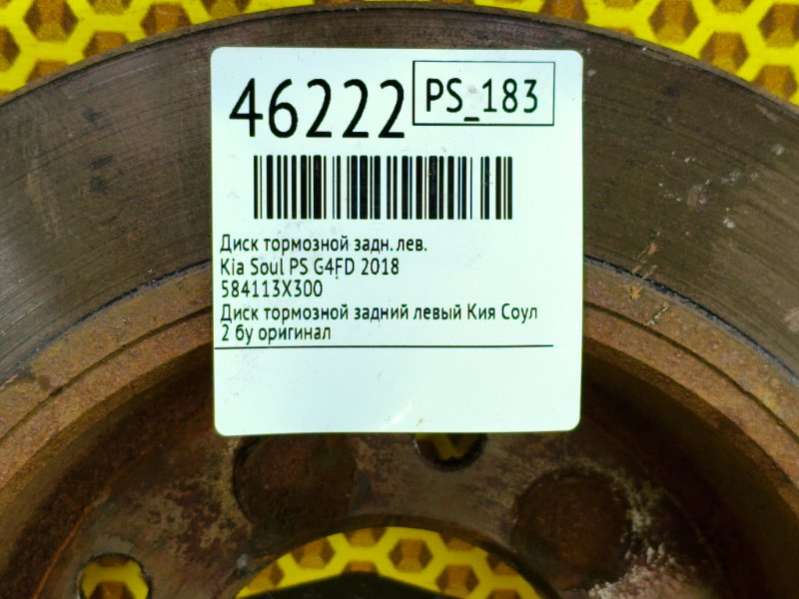 46222
PS_183
Диск тормозной задн. лев.
Kia Soul PS G4FD 2018
584113X300
Диск тормозной задний левый Кия Соул
2 бу оригинал